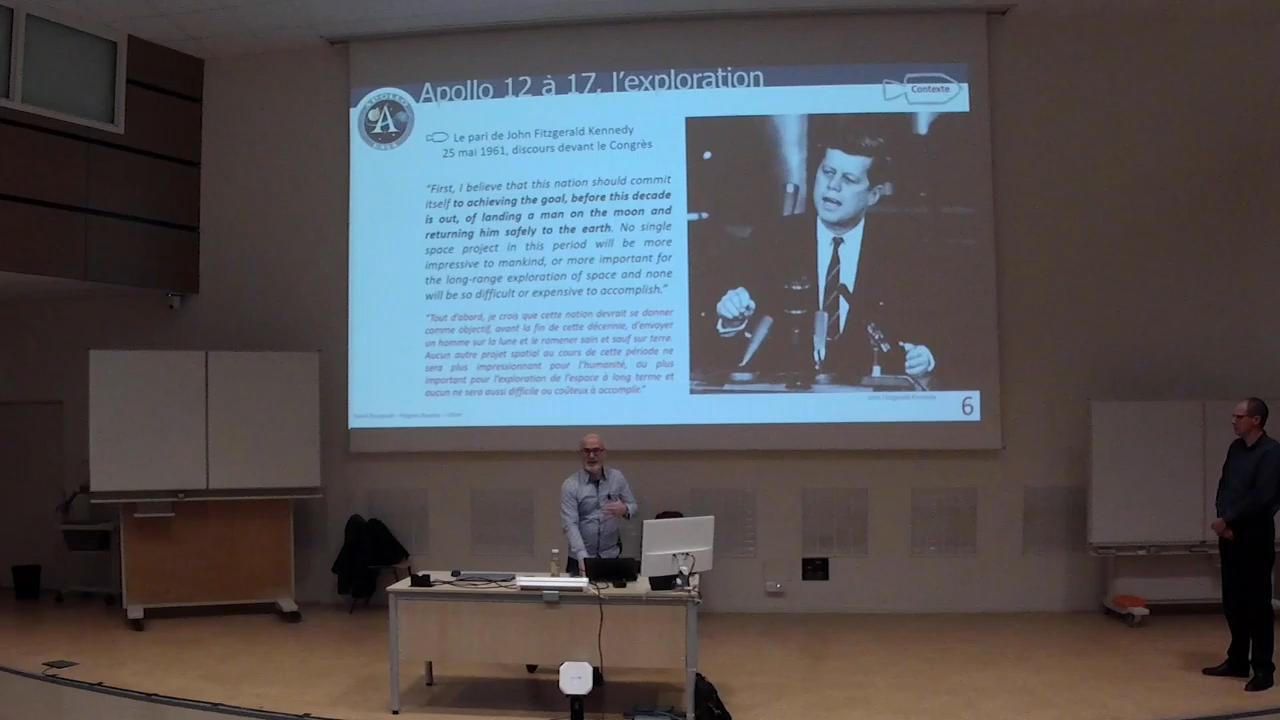 Apollo 12 à 17, l'exploration
Contexte
Le pari de John Fitzgerald Kennedy
25 mai 1961, discours devant le Congrès
"First, I believe that this nation should commit
itself to achieving the goal, before this decade
is out, of landing a man on the moon and
returning him safely to the earth. No single
space project in this period will be more
impressive to mankind, or more important for
the long-range exploration of space and none
will be so difficult or expensive to accomplish."
"Tout d'abord, je crois que cette nation devrait se donner
comme objectif, avant la fin de cette décennie, d'envoyer
un homme sur la lune et le ramener sain et sauf sur terre.
Aucun autre projet spatial au cours de cette période ne
sera plus impressionnant pour l'humanité, ou plus
important pour l'exploration de l'espace à long terme et
aucun ne sera aussi difficile ou coûteux à accomplir."
John Fitzgerald Kennedy
6